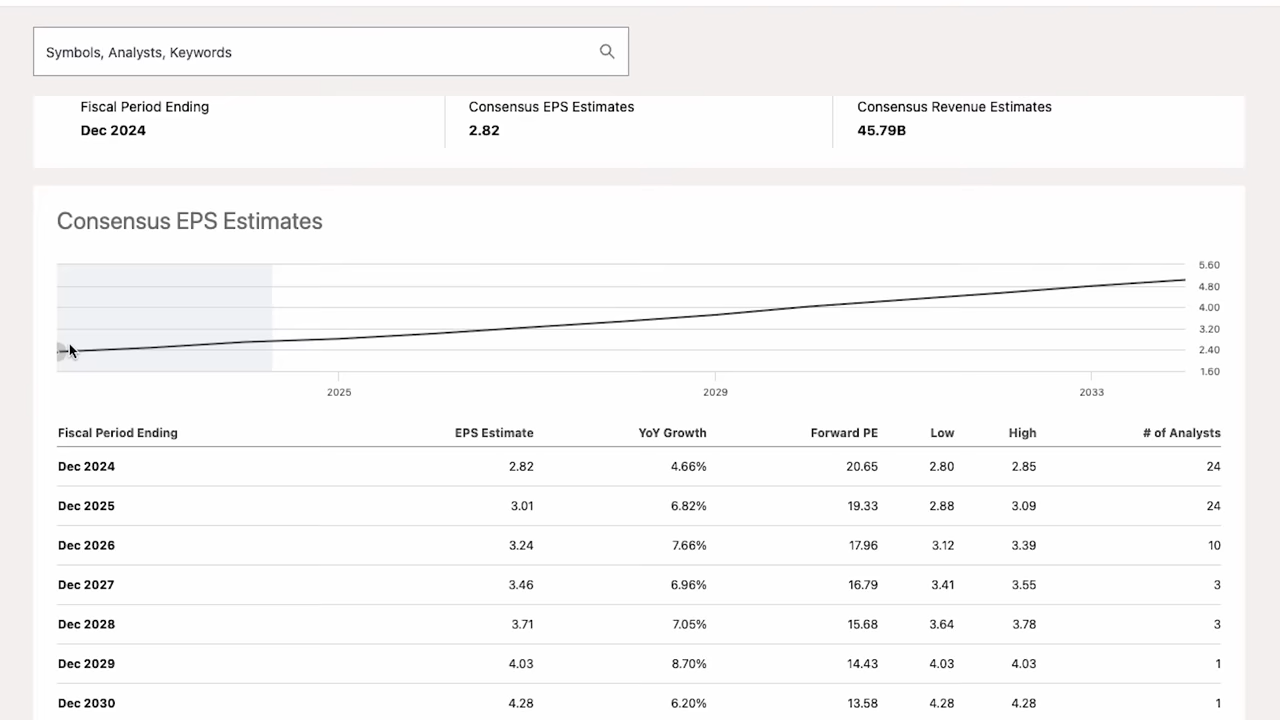 Symbols, Analysts, Keywords
Fiscal Period Ending Consensus EPS Estimates Consensus Revenue Estimates
Dec 2024 2.82 45.79B
Consensus EPS Estimates
5.60
4.80
4.00
3.20
2.40
1.60
2025 2029 2033
Fiscal Period Ending EPS Estimate YoY Growth Forward PE Low High # of Analysts
Dec 2024 2.82 4.66% 20.65 2.80 2.85 24
Dec 2025 3.01 6.82% 19.33 2.88 3.09 24
Dec 2026 3.24 7.66% 17.96 3.12 3.39 10
Dec 2027 3.46 6.96% 16.79 3.41 3.55 3
Dec 2028 3.71 7.05% 15.68 3.64 3.78 3
Dec 2029 4.03 8.70% 14.43 4.03 4.03 1
Dec 2030 4.28 6.20% 13.58 4.28 4.28 1